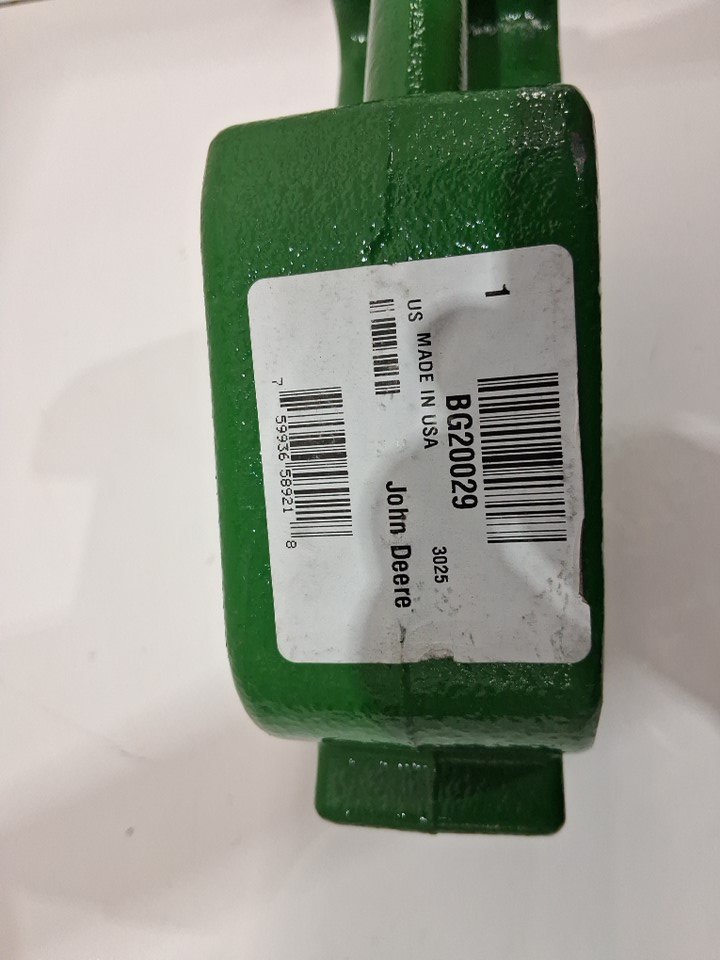 1
BG20029
3025
US MADE IN USA
John Deere
7 59936 58921 8